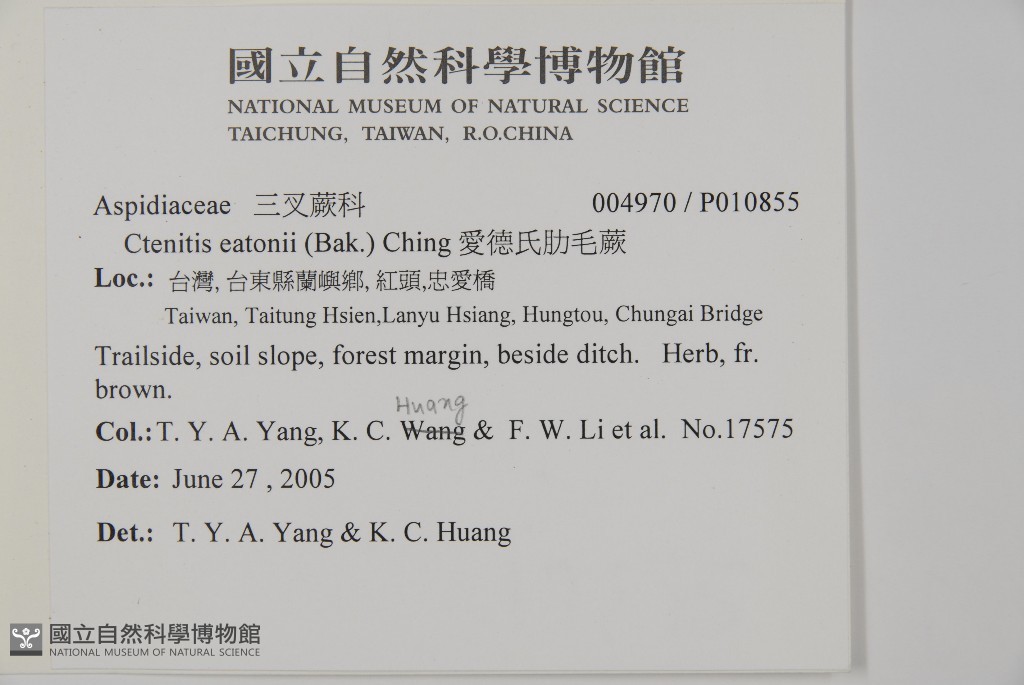 國立自然科學博物館
NATIONAL MUSEUM OF NATURAL SCIENCE
TAICHUNG, TAIWAN, R.O.CHINA
Aspidiaceae 三叉蕨科 004970 / P010855
Ctenitis eatonii (Bak.) Ching 愛德氏肋毛蕨
Loc.: 台灣, 台東縣蘭嶼鄉, 紅頭,忠愛橋
Taiwan, Taitung Hsien,Lanyu Hsiang, Hungtou, Chungai Bridge
Trailside, soil slope, forest margin, beside ditch. Herb, fr.
brown.
Huang
Col.: T. Y. A. Yang, K. C. Wang & F. W. Li et al. No.17575
Date: June 27 , 2005
Det.: T. Y. A. Yang & K. C. Huang
國立自然科學博物館
NATIONAL MUSEUM OF NATURAL SCIENCE